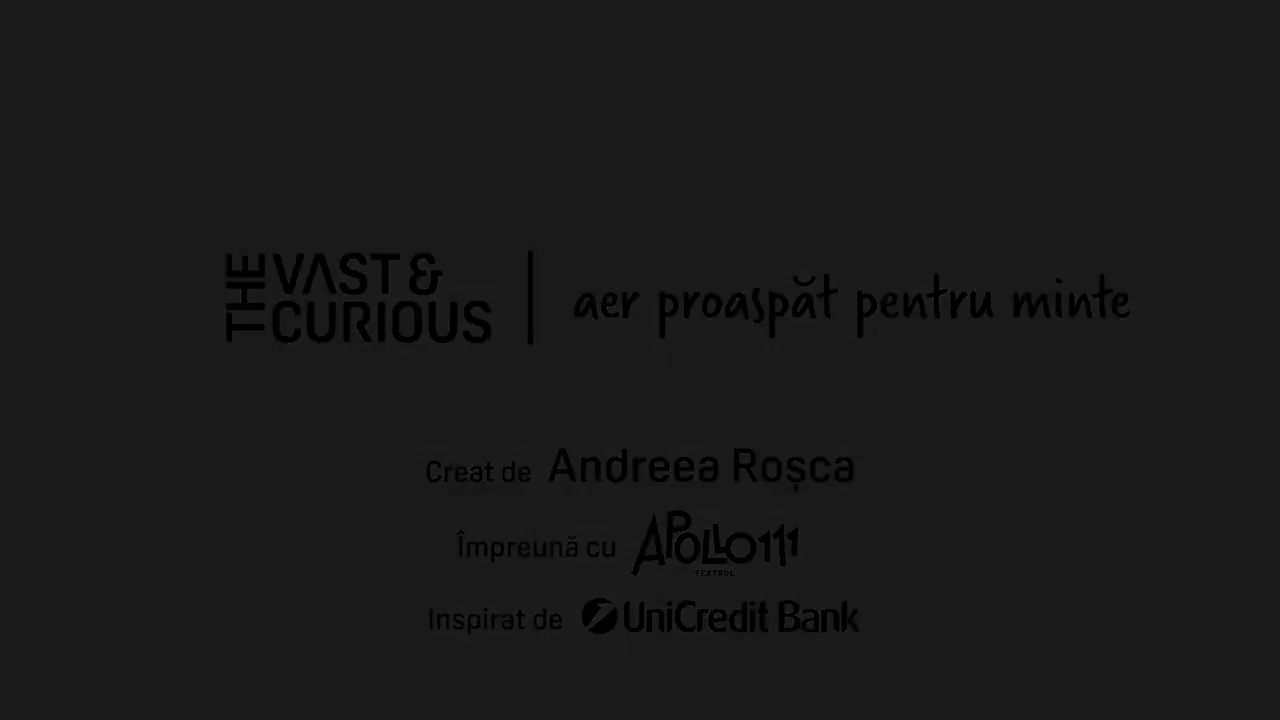 THE VAST & CURIOUS | aer proaspăt pentru minte
Creat de Andreea Roșca
Împreună cu APOLLO111 TEATRUL
Inspirat de UniCredit Bank